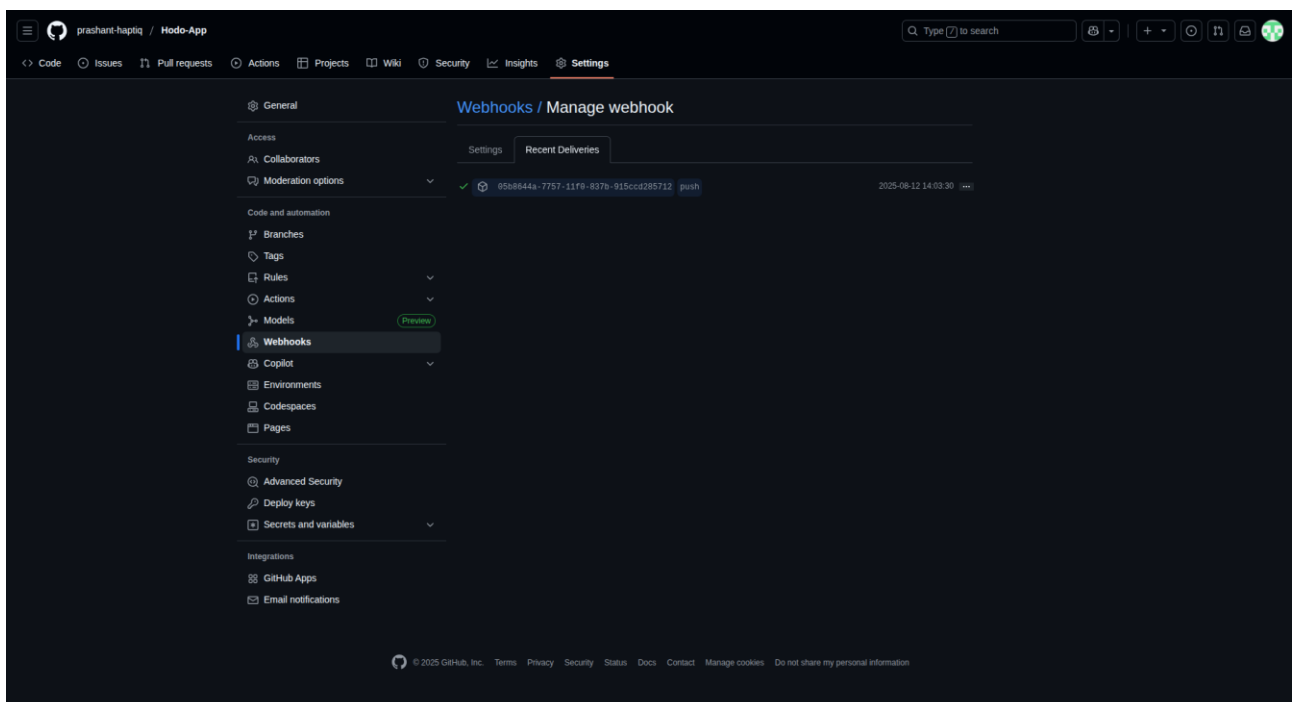 prashant-haptiq / Hodo-App
Type / to search
Code Issues Pull requests Actions Projects Wiki Security Insights Settings
General
Access
Collaborators
Moderation options
Code and automation
Branches
Tags
Rules
Actions
Models Preview
Webhooks
Copilot
Environments
Codespaces
Pages
Security
Advanced Security
Deploy keys
Secrets and variables
Integrations
GitHub Apps
Email notifications
Webhooks / Manage webhook
Settings Recent Deliveries
05b8644a-7757-11f0-837b-915ccd285712 push 2025-08-12 14:03:30
© 2025 GitHub, Inc. Terms Privacy Security Status Docs Contact Manage cookies Do not share my personal information